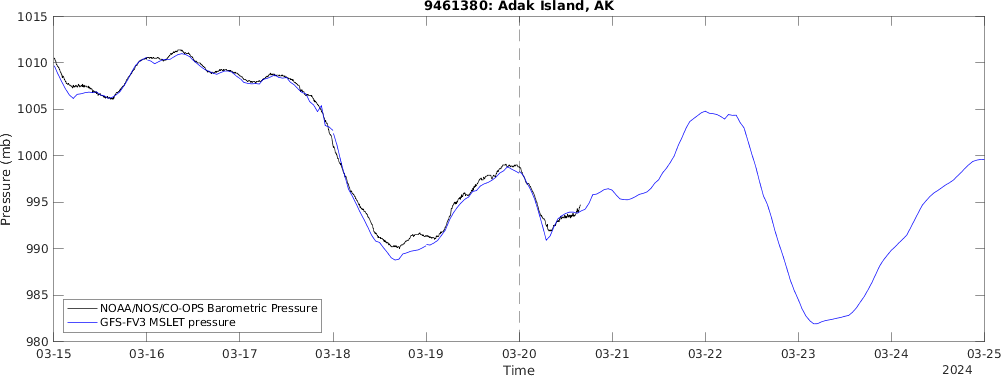 9461380: Adak Island, AK
1015
1010
1005
1000
995
990
985
980
Pressure (mb)
NOAA/NOS/CO-OPS Barometric Pressure
GFS-FV3 MSLET pressure
03-15 03-16 03-17 03-18 03-19 03-20 03-21 03-22 03-23 03-24 03-25
Time
2024